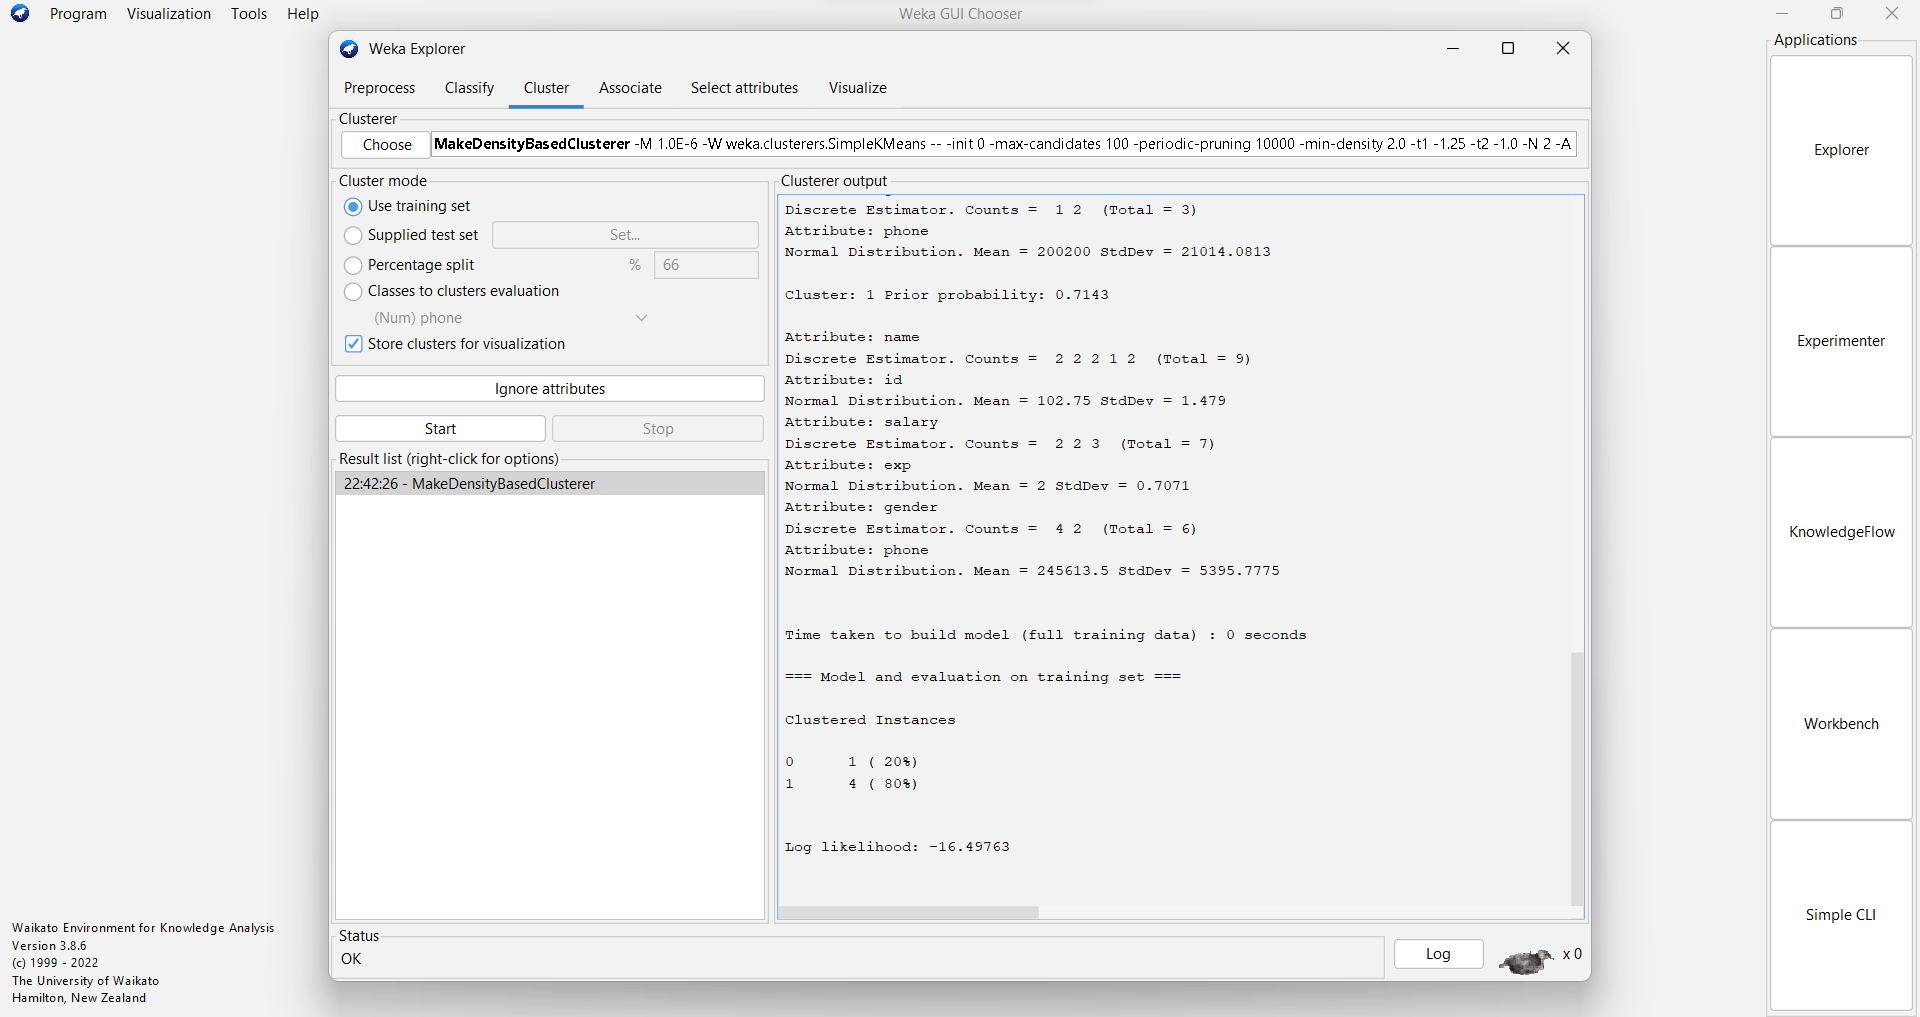 Program Visualization Tools Help
Weka GUI Chooser
Applications
Explorer
Experimenter
KnowledgeFlow
Workbench
Simple CLI
Weka Explorer
Preprocess Classify Cluster Associate Select attributes Visualize
Clusterer
Choose MakeDensityBasedClusterer -M 1.0E-6 -W weka.clusterers.SimpleKMeans -- -init 0 -max-candidates 100 -periodic-pruning 10000 -min-density 2.0 -t1 -1.25 -t2 -1.0 -N 2 -A
Cluster mode
Use training set
Supplied test set Set...
Percentage split % 66
Classes to clusters evaluation
(Num) phone
Store clusters for visualization
Ignore attributes
Start Stop
Result list (right-click for options)
22:42:26 - MakeDensityBasedClusterer
Clusterer output
Discrete Estimator. Counts = 1 2 (Total = 3)
Attribute: phone
Normal Distribution. Mean = 200200 StdDev = 21014.0813
Cluster: 1 Prior probability: 0.7143
Attribute: name
Discrete Estimator. Counts = 2 2 2 1 2 (Total = 9)
Attribute: id
Normal Distribution. Mean = 102.75 StdDev = 1.479
Attribute: salary
Discrete Estimator. Counts = 2 2 3 (Total = 7)
Attribute: exp
Normal Distribution. Mean = 2 StdDev = 0.7071
Attribute: gender
Discrete Estimator. Counts = 4 2 (Total = 6)
Attribute: phone
Normal Distribution. Mean = 245613.5 StdDev = 5395.7775
Time taken to build model (full training data) : 0 seconds
=== Model and evaluation on training set ===
Clustered Instances
0 1 ( 20%)
1 4 ( 80%)
Log likelihood: -16.49763
Status
OK
Log x 0
Waikato Environment for Knowledge Analysis
Version 3.8.6
(c) 1999 - 2022
The University of Waikato
Hamilton, New Zealand